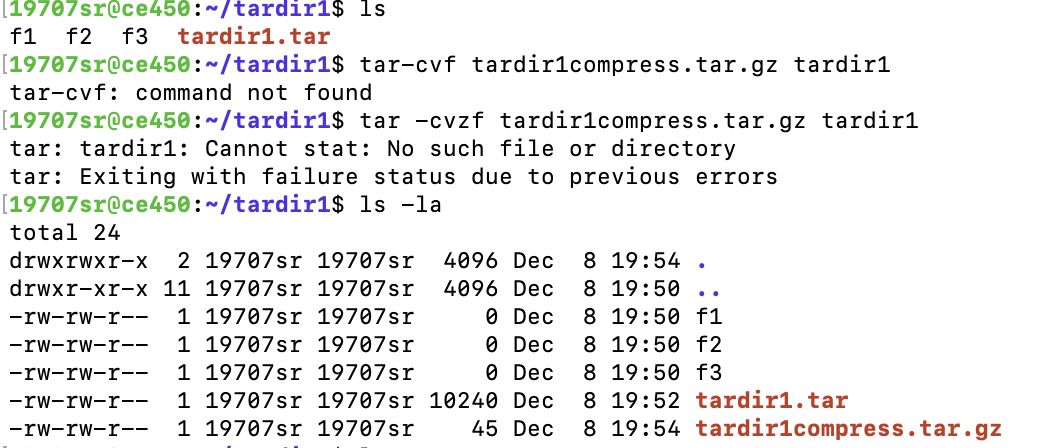 [19707sr@ce450:~/tardir1$ ls
f1  f2  f3  tardir1.tar
[19707sr@ce450:~/tardir1$ tar-cvf tardir1compress.tar.gz tardir1
tar-cvf: command not found
[19707sr@ce450:~/tardir1$ tar -cvzf tardir1compress.tar.gz tardir1
tar: tardir1: Cannot stat: No such file or directory
tar: Exiting with failure status due to previous errors
[19707sr@ce450:~/tardir1$ ls -la
total 24
drwxrwxr-x  2 19707sr 19707sr  4096 Dec  8 19:54 .
drwxr-xr-x 11 19707sr 19707sr  4096 Dec  8 19:50 ..
-rw-rw-r--  1 19707sr 19707sr     0 Dec  8 19:50 f1
-rw-rw-r--  1 19707sr 19707sr     0 Dec  8 19:50 f2
-rw-rw-r--  1 19707sr 19707sr     0 Dec  8 19:50 f3
-rw-rw-r--  1 19707sr 19707sr 10240 Dec  8 19:52 tardir1.tar
-rw-rw-r--  1 19707sr 19707sr    45 Dec  8 19:54 tardir1compress.tar.gz